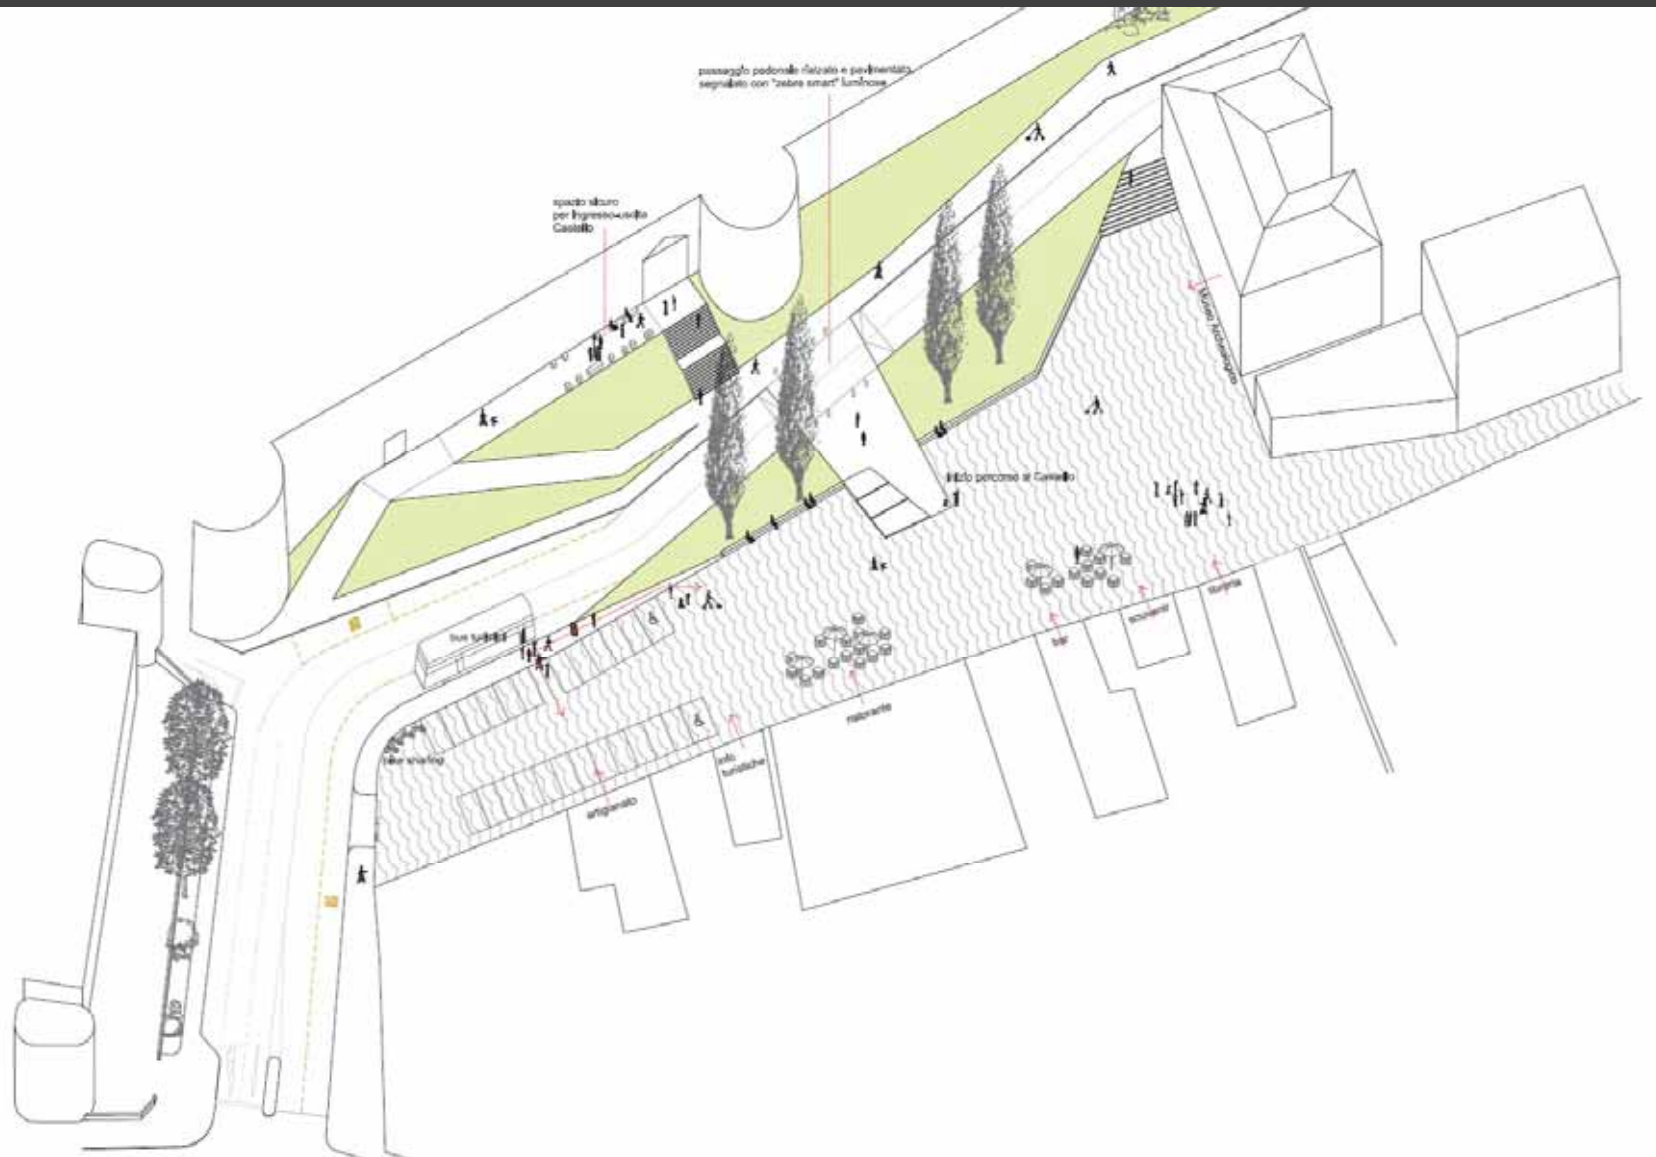 passaggio pedonale rialzato e pavimentato
segnalato con "zebre smart" luminose
spazio sicuro
per ingresso-uscita
Castello
Museo Archeologico
inizio percorso al Castello
bus turistici
bike sharing
artigianato
info
turistiche
ristorante
bar
souvenir